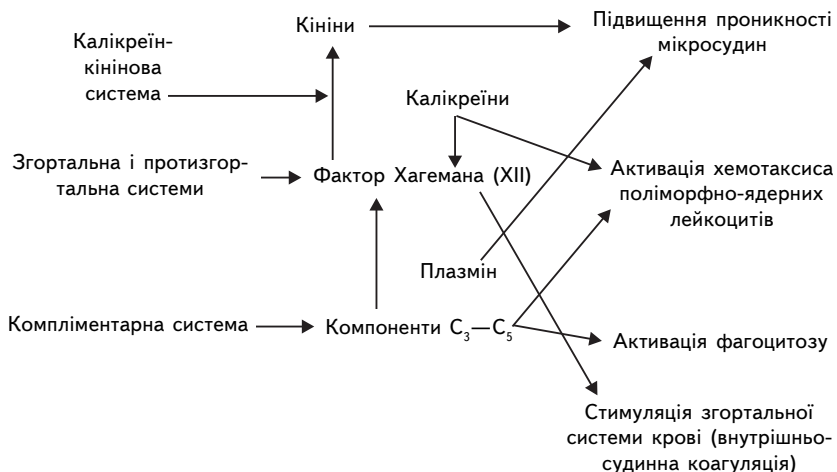 Кініни
Підвищення проникності
мікросудин
Калікреїн-
кінінова
система
Калікреїни
Згортальна і протизгор-
тальна системи
Фактор Хагемана (XII)
Активація хемотаксиса
поліморфно-ядерних
лейкоцитів
Плазмін
Компліментарна система
Компоненти C₃—C₅
Активація фагоцитозу
Стимуляція згортальної
системи крові (внутрішньо-
судинна коагуляція)